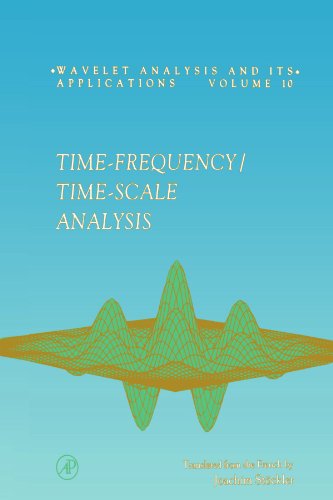 •WAVELET ANALYSIS AND ITS•
APPLICATIONS VOLUME 10
TIME-FREQUENCY/
TIME-SCALE
ANALYSIS
AP
Translated from the French by
Joachim Stöckler